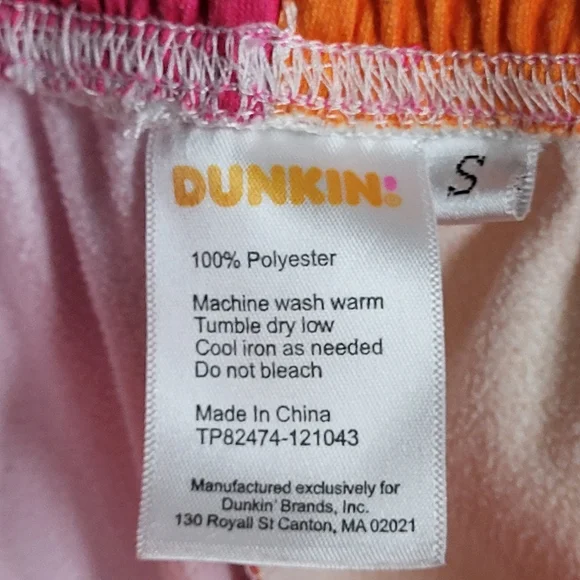 DUNKIN'
S
100% Polyester
Machine wash warm
Tumble dry low
Cool iron as needed
Do not bleach
Made In China
TP82474-121043
Manufactured exclusively for
Dunkin' Brands, Inc.
130 Royall St Canton, MA 02021